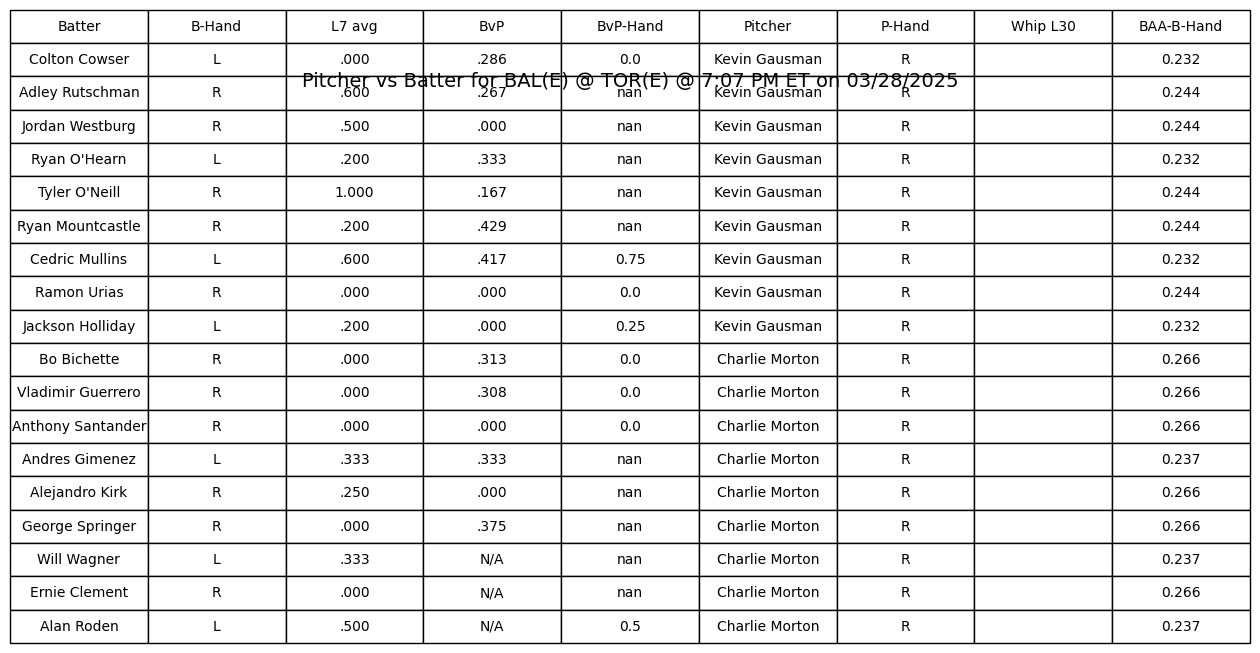 Batter B-Hand L7 avg BvP BvP-Hand Pitcher P-Hand Whip L30 BAA-B-Hand
Colton Cowser L .000 .286 0.0 Kevin Gausman R 0.232
Pitcher vs Batter for BAL(E) @ TOR(E) @ 7:07 PM ET on 03/28/2025
Adley Rutschman R .600 .267 nan Kevin Gausman R 0.244
Jordan Westburg R .500 .000 nan Kevin Gausman R 0.244
Ryan O'Hearn L .200 .333 nan Kevin Gausman R 0.232
Tyler O'Neill R 1.000 .167 nan Kevin Gausman R 0.244
Ryan Mountcastle R .200 .429 nan Kevin Gausman R 0.244
Cedric Mullins L .600 .417 0.75 Kevin Gausman R 0.232
Ramon Urias R .000 .000 0.0 Kevin Gausman R 0.244
Jackson Holliday L .200 .000 0.25 Kevin Gausman R 0.232
Bo Bichette R .000 .313 0.0 Charlie Morton R 0.266
Vladimir Guerrero R .000 .308 0.0 Charlie Morton R 0.266
Anthony Santander R .000 .000 0.0 Charlie Morton R 0.266
Andres Gimenez L .333 .333 nan Charlie Morton R 0.237
Alejandro Kirk R .250 .000 nan Charlie Morton R 0.266
George Springer R .000 .375 nan Charlie Morton R 0.266
Will Wagner L .333 N/A nan Charlie Morton R 0.237
Ernie Clement R .000 N/A nan Charlie Morton R 0.266
Alan Roden L .500 N/A 0.5 Charlie Morton R 0.237